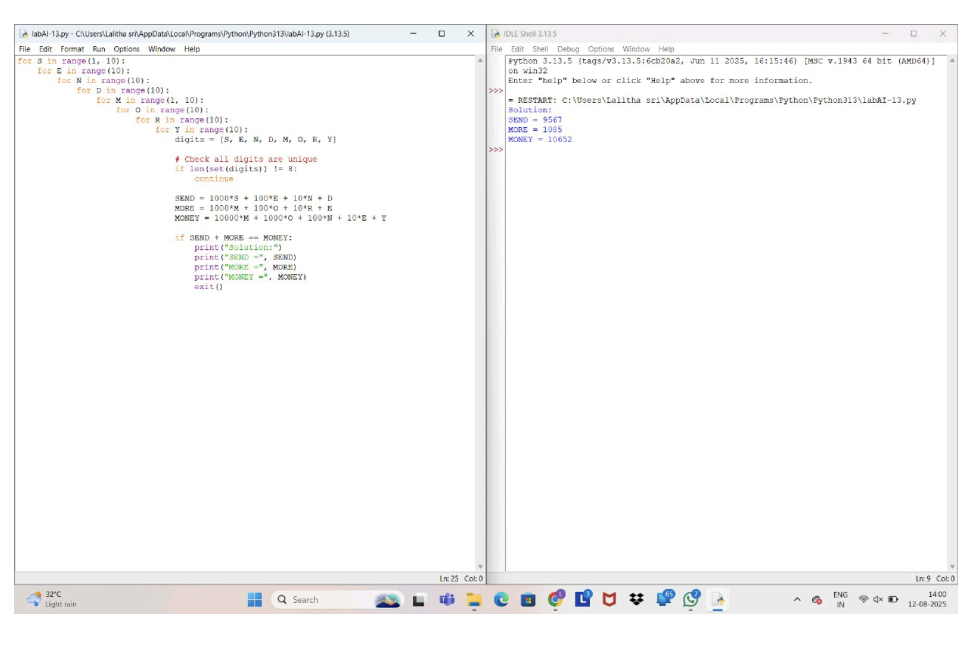 labAI-13.py - C:\Users\Lalitha sri\AppData\Local\Programs\Python\Python313\labAI-13.py (3.13.5)
File Edit Format Run Options Window Help
for S in range(1, 10):
    for E in range(10):
        for N in range(10):
            for D in range(10):
                for M in range(1, 10):
                    for O in range(10):
                        for R in range(10):
                            for Y in range(10):
                                digits = [S, E, N, D, M, O, R, Y]
                                # Check all digits are unique
                                if len(set(digits)) != 8:
                                    continue
                                SEND = 1000*S + 100*E + 10*N + D
                                MORE = 1000*M + 100*O + 10*R + E
                                MONEY = 10000*M + 1000*O + 100*N + 10*E + Y
                                if SEND + MORE == MONEY:
                                    print("Solution:")
                                    print("SEND =", SEND)
                                    print("MORE =", MORE)
                                    print("MONEY =", MONEY)
                                    exit()
Ln: 25 Col: 0
IDLE Shell 3.13.5
File Edit Shell Debug Options Window Help
Python 3.13.5 (tags/v3.13.5:6cb20a2, Jun 11 2025, 16:15:46) [MSC v.1943 64 bit (AMD64)]
on win32
Enter "help" below or click "Help" above for more information.
>>>
= RESTART: C:\Users\Lalitha sri\AppData\Local\Programs\Python\Python313\labAI-13.py
Solution:
SEND = 9567
MORE = 1085
MONEY = 10652
>>>
Ln: 9 Col: 0
32°C
Light rain
Search
ENG
IN
14:00
12-08-2025